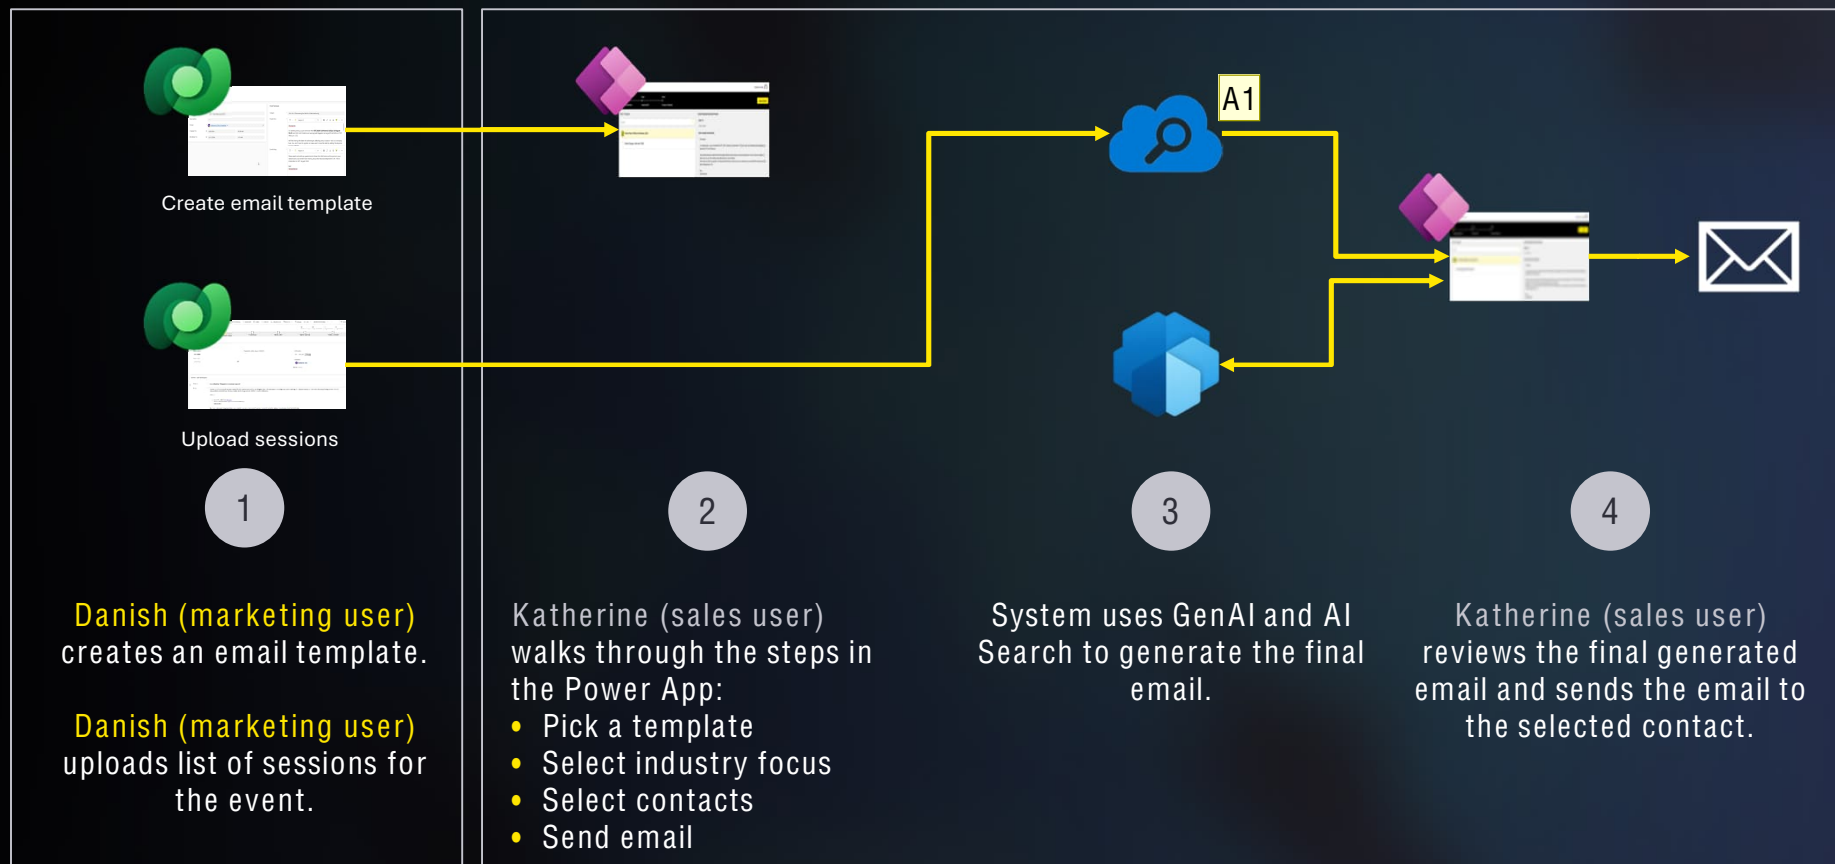 A1
Create email template
Upload sessions
1
2
3
4
Danish (marketing user)
creates an email template.
Danish (marketing user)
uploads list of sessions for
the event.
Katherine (sales user)
walks through the steps in
the Power App:
• Pick a template
• Select industry focus
• Select contacts
• Send email
System uses GenAI and AI
Search to generate the final
email.
Katherine (sales user)
reviews the final generated
email and sends the email to
the selected contact.